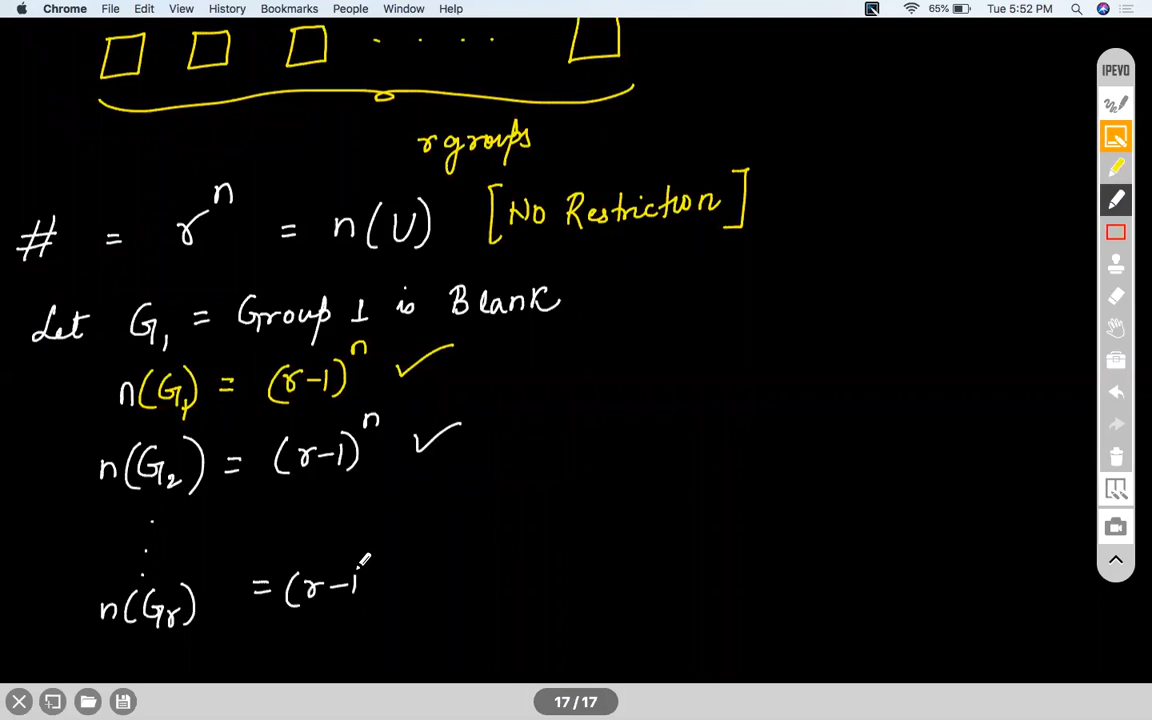 Chrome File Edit View History Bookmarks People Window Help 65% Tue 5:52 PM
IPEVO
r groups
# = r^n = n(U) [No Restriction]
Let G₁ = Group 1 is Blank
n(G₁) = (r-1)^n ✓
n(G₂) = (r-1)^n ✓
n(Gr) = (r-1
17/17